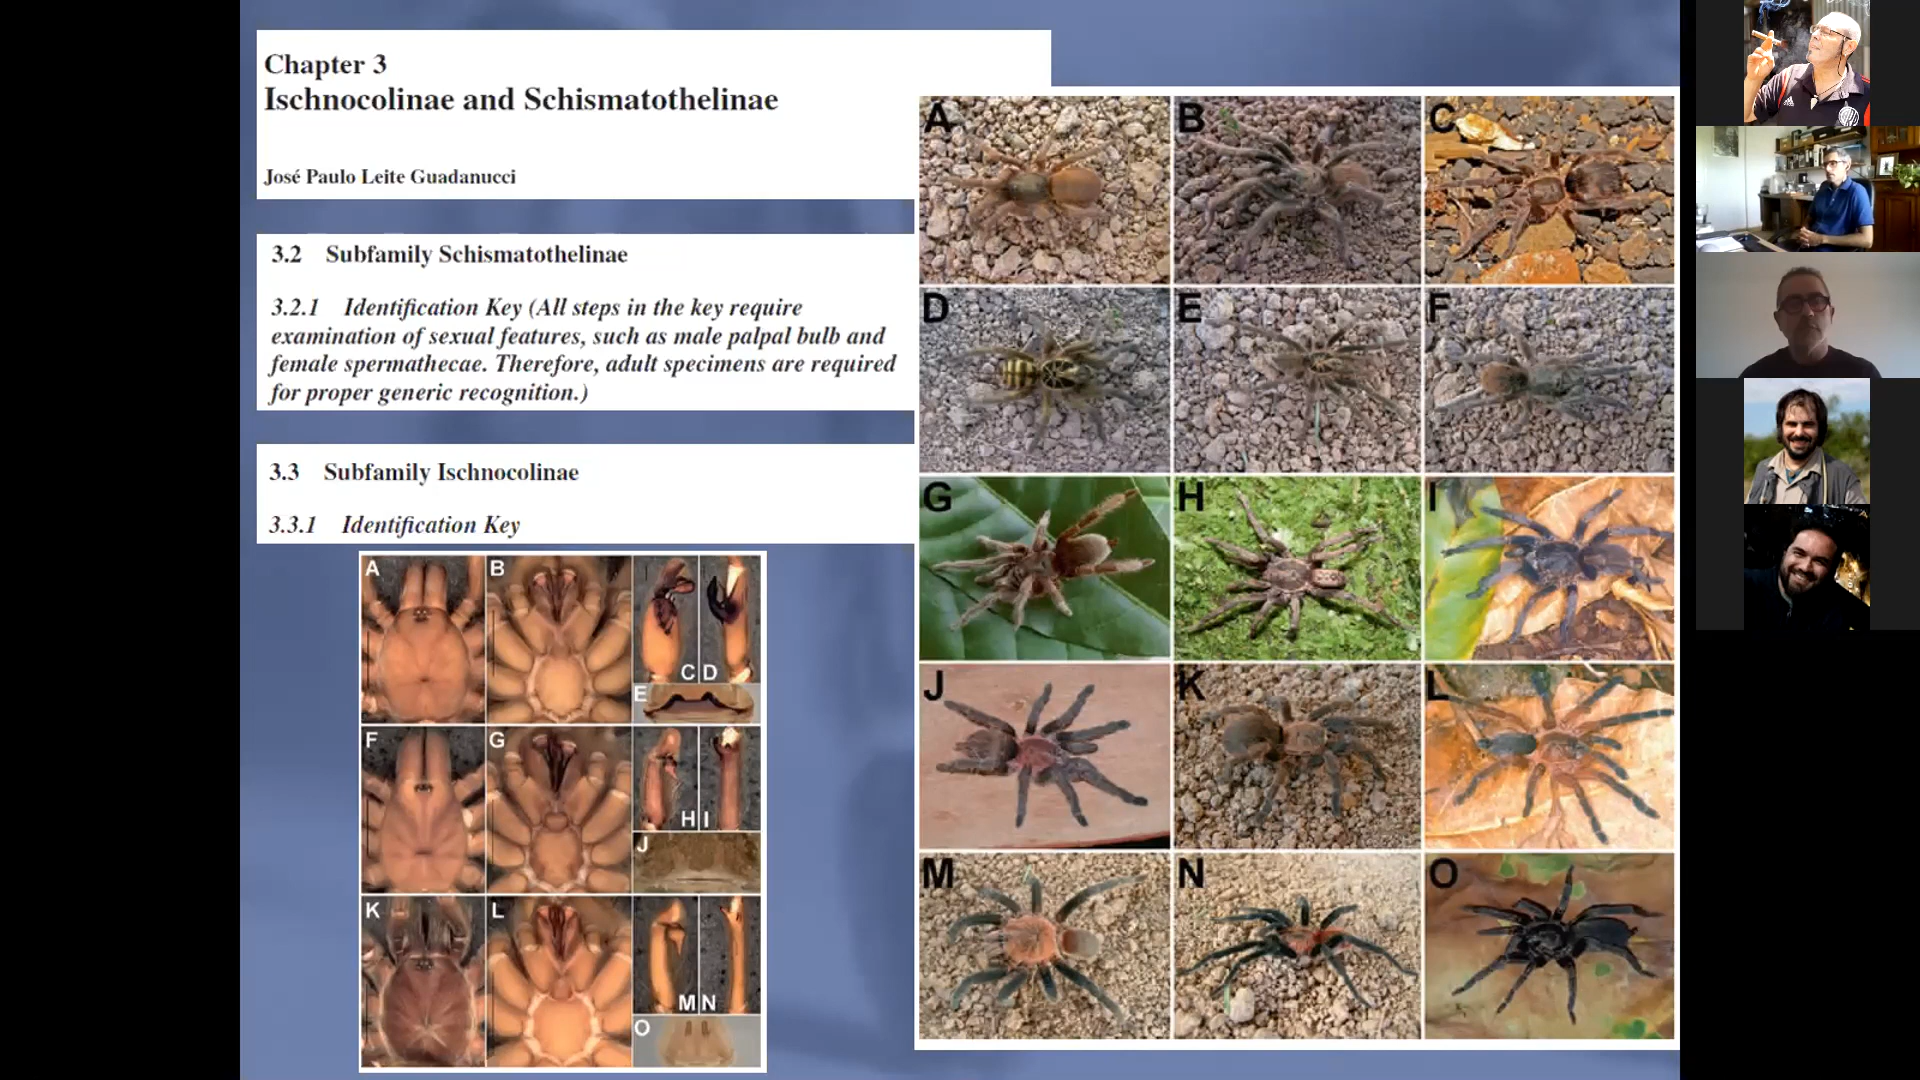 Chapter 3
Ischnocolinae and Schismatothelinae
José Paulo Leite Guadanucci
3.2 Subfamily Schismatothelinae
3.2.1 Identification Key (All steps in the key require
examination of sexual features, such as male palpal bulb and
female spermathecae. Therefore, adult specimens are required
for proper generic recognition.)
3.3 Subfamily Ischnocolinae
3.3.1 Identification Key
A B
C D
E
F G
H I
J
K L
M N
O
A B C
D E F
G H I
J K L
M N O